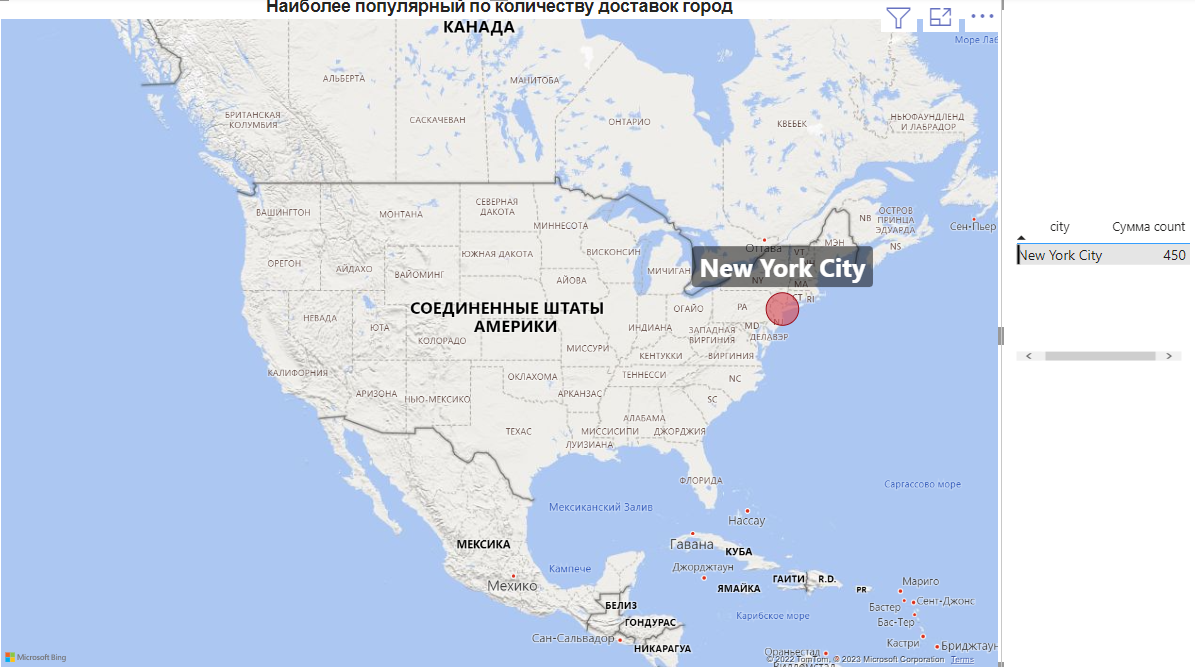 Наиболее популярный по количеству доставок город
КАНАДА
Море Лаб
АЛЬБЕРТА
МАНИТОБА
БРИТАНСКАЯ
КОЛУМБИЯ
САСКАЧЕВАН
ОНТАРИО
КВЕБЕК
НЬЮФАУНДЛЕНД
И ЛАБРАДОР
ВАШИНГТОН
МОНТАНА
СЕВЕРНАЯ
ДАКОТА
МИННЕСОТА
NB
ОСТРОВ
ПРИНЦА
ЭДУАРДА
Сен-Пьер
NS
МЭН
Оттава
VT
ОРЕГОН
АЙДАХО
ВАЙОМИНГ
ЮЖНАЯ ДАКОТА
ВИСКОНСИН
МИЧИГАН
New York City
NY
MA
CT RI
АЙОВА
НЕВАДА
ЮТА
СОЕДИНЕННЫЕ ШТАТЫ
АМЕРИКИ
КОЛОРАДО
ОГАЙО
PA
NJ
ИНДИАНА
ЗАПАДНАЯ
ВИРГИНИЯ
MD
ДЕЛАВЭР
МИССУРИ
КЕНТУККИ
ВИРГИНИЯ
КАЛИФОРНИЯ
АРИЗОНА
НЬЮ-МЕКСИКО
ОКЛАХОМА
АРКАНЗАС
ТЕННЕССИ
NC
SC
ТЕХАС
АЛАБАМА
МИССИСИПИ
ДЖОРДЖИЯ
ЛУИЗИАНА
ФЛОРИДА
Саргассово море
Мексиканский Залив
Нассау
МЕКСИКА
Гавана
КУБА
Кампече
Мехико
Джорджтаун
ЯМАЙКА
ГАИТИ
R.D.
PR
Мариго
Бастер
Сент-Джонс
Бас-Тер
БЕЛИЗ
ГОНДУРАС
Карибское море
Сан-Сальвадор
НИКАРАГУА
Кастри
Бриджтаун
Ораньестад
Виллемстад
Microsoft Bing
© 2022 TomTom, © 2023 Microsoft Corporation Terms
city Сумма count
New York City 450